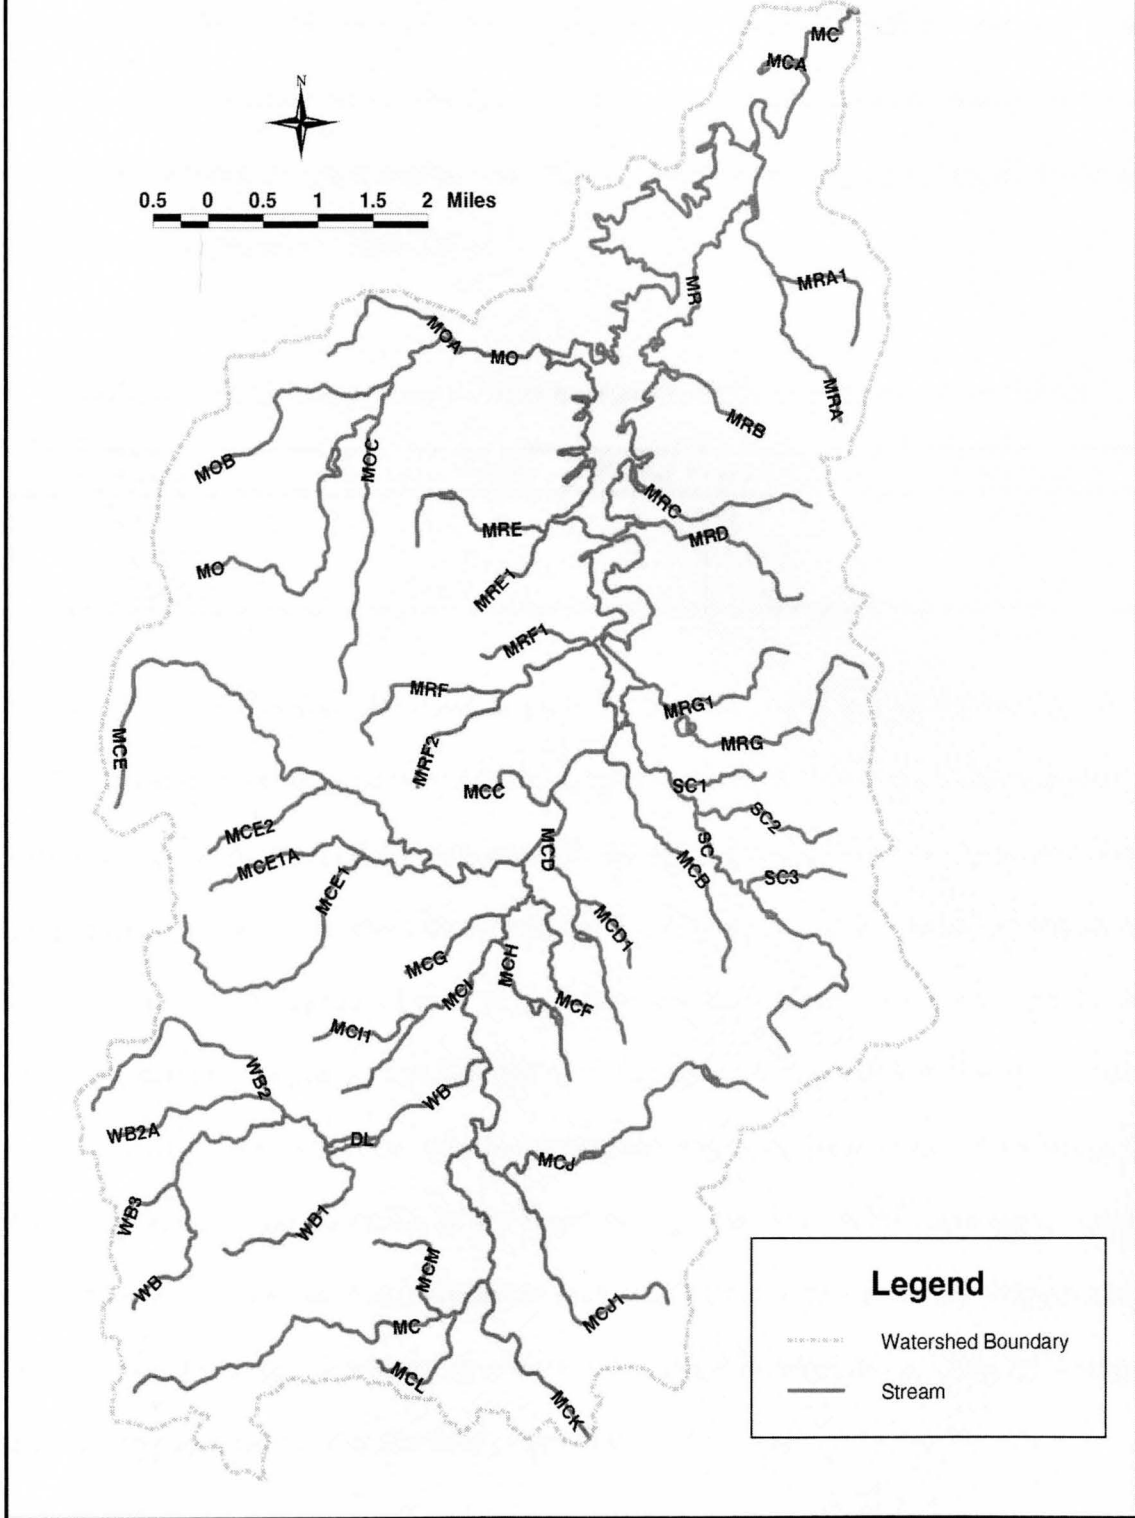 MC
MCA
N
0.5 0 0.5 1 1.5 2 Miles
MRA1
MR
MOA
MO
MRA
MRB
MOC
MOB
MRC
MRE
MRD
MO
MRE1
MRF1
MRF
MRG1
MCE
MRG
MRF2
SC1
MCC
SC2
MCE2
MCD
SC
MCE1A
MCB
SC3
MCE1
MCD1
MCG
MCH
MCI
MCF
MCI1
WB2
WB
WB2A
DL
MCJ
WB3
WB1
MCM
WB
MCJ1
MC
MCL
MCK
Legend
Watershed Boundary
Stream